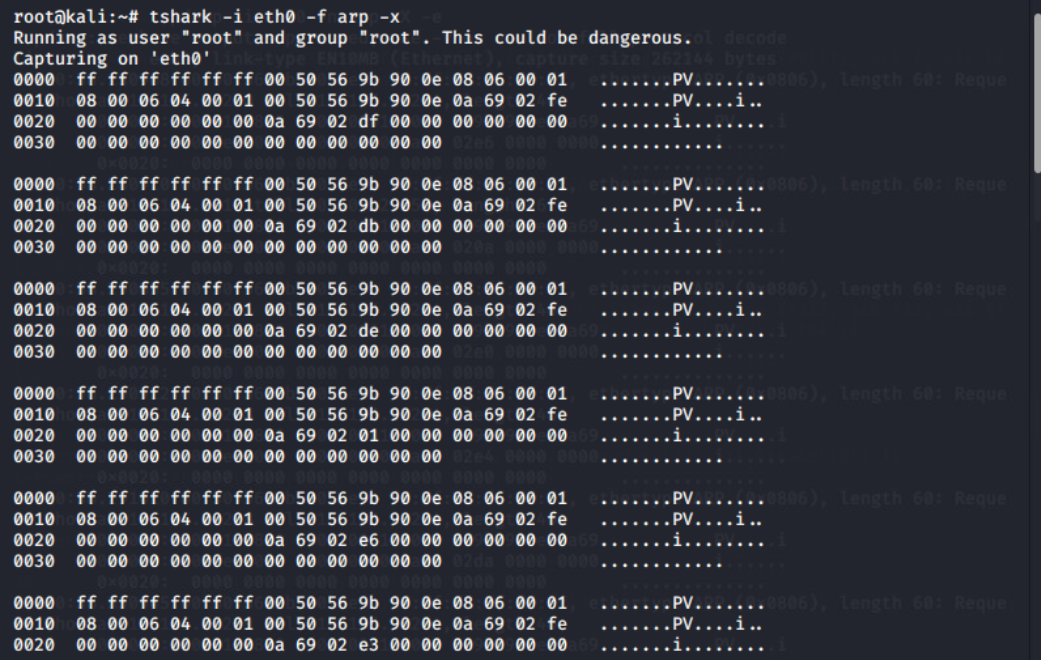 root@kali:~# tshark -i eth0 -f arp -x
Running as user "root" and group "root". This could be dangerous.
Capturing on 'eth0'
0000  ff ff ff ff ff ff 00 50 56 9b 90 0e 08 06 00 01   .......PV.......
0010  08 00 06 04 00 01 00 50 56 9b 90 0e 0a 69 02 fe   .......PV....i..
0020  00 00 00 00 00 00 0a 69 02 df 00 00 00 00 00 00   .......i........
0030  00 00 00 00 00 00 00 00 00 00 00 00               ............

0000  ff ff ff ff ff ff 00 50 56 9b 90 0e 08 06 00 01   .......PV.......
0010  08 00 06 04 00 01 00 50 56 9b 90 0e 0a 69 02 fe   .......PV....i..
0020  00 00 00 00 00 00 0a 69 02 db 00 00 00 00 00 00   .......i........
0030  00 00 00 00 00 00 00 00 00 00 00 00               ............

0000  ff ff ff ff ff ff 00 50 56 9b 90 0e 08 06 00 01   .......PV.......
0010  08 00 06 04 00 01 00 50 56 9b 90 0e 0a 69 02 fe   .......PV....i..
0020  00 00 00 00 00 00 0a 69 02 de 00 00 00 00 00 00   .......i........
0030  00 00 00 00 00 00 00 00 00 00 00 00               ............

0000  ff ff ff ff ff ff 00 50 56 9b 90 0e 08 06 00 01   .......PV.......
0010  08 00 06 04 00 01 00 50 56 9b 90 0e 0a 69 02 fe   .......PV....i..
0020  00 00 00 00 00 00 0a 69 02 01 00 00 00 00 00 00   .......i........
0030  00 00 00 00 00 00 00 00 00 00 00 00               ............

0000  ff ff ff ff ff ff 00 50 56 9b 90 0e 08 06 00 01   .......PV.......
0010  08 00 06 04 00 01 00 50 56 9b 90 0e 0a 69 02 fe   .......PV....i..
0020  00 00 00 00 00 00 0a 69 02 e6 00 00 00 00 00 00   .......i........
0030  00 00 00 00 00 00 00 00 00 00 00 00               ............

0000  ff ff ff ff ff ff 00 50 56 9b 90 0e 08 06 00 01   .......PV.......
0010  08 00 06 04 00 01 00 50 56 9b 90 0e 0a 69 02 fe   .......PV....i..
0020  00 00 00 00 00 00 0a 69 02 e3 00 00 00 00 00 00   .......i........